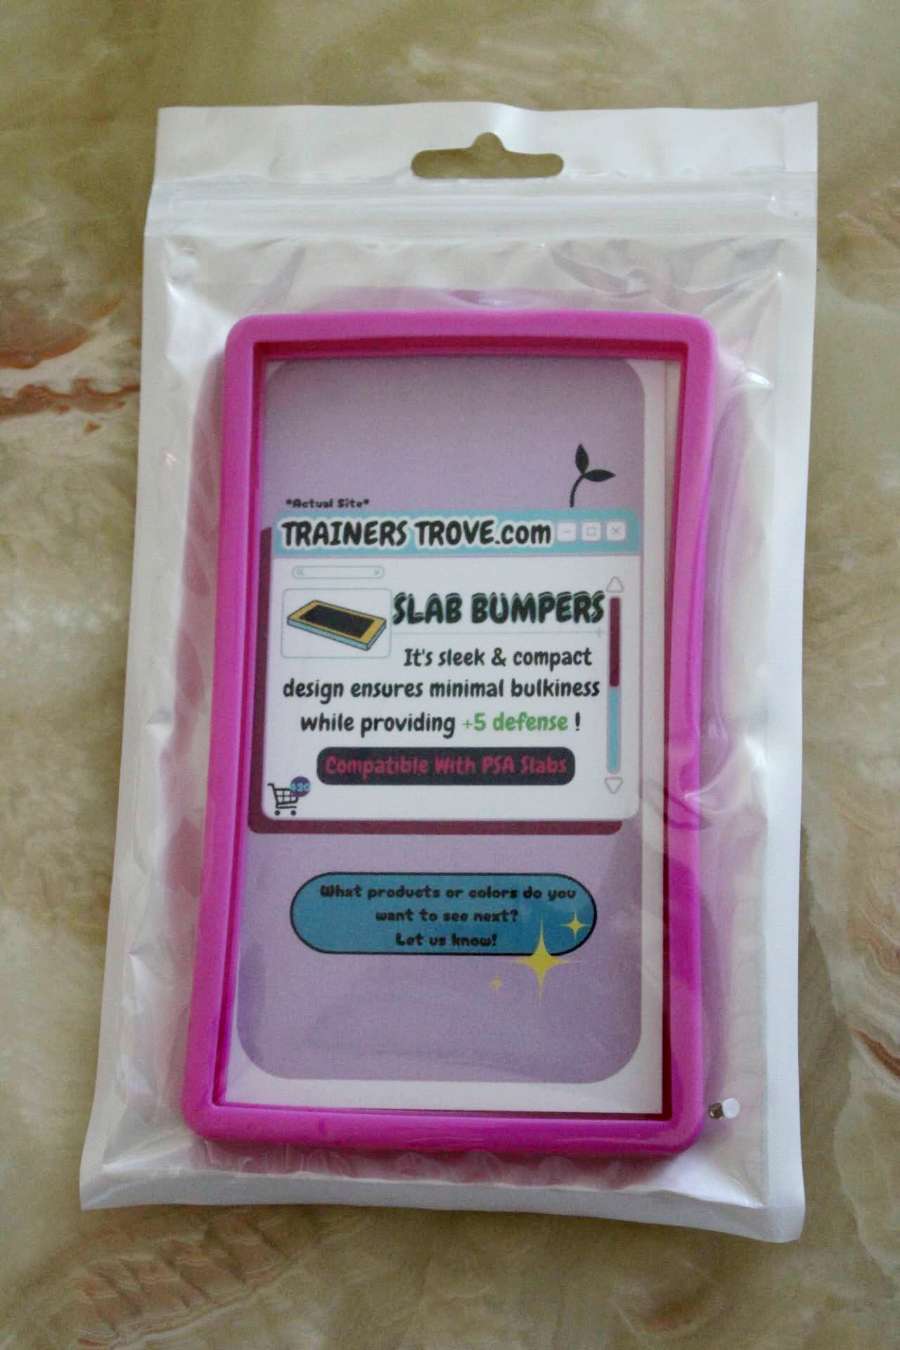 *Actual Site*
TRAINERS TROVE.com
SLAB BUMPERS
It's sleek & compact
design ensures minimal bulkiness
while providing +5 defense !
Compatible With PSA Slabs
What products or colors do you
want to see next?
Let us know!